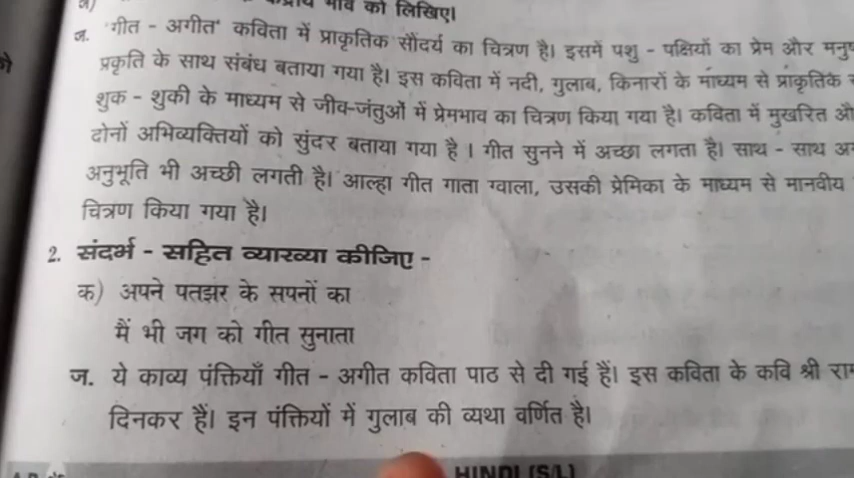 भाव को लिखिए।
ज. 'गीत - अगीत' कविता में प्राकृतिक सौंदर्य का चित्रण है। इसमें पशु - पक्षियों का प्रेम और
प्रकृति के साथ संबंध बताया गया है। इस कविता में नदी, गुलाब, किनारों के माध्यम से प्राकृतिक
शुक - शुकी के माध्यम से जीव-जंतुओं में प्रेमभाव का चित्रण किया गया है। कविता में मुखरित
दोनों अभिव्यक्तियों को सुंदर बताया गया है । गीत सुनने में अच्छा लगता है। साथ - साथ
अनुभूति भी अच्छी लगती है। आल्हा गीत गाता ग्वाला, उसकी प्रेमिका के माध्यम से मानवीय
चित्रण किया गया है।
2. संदर्भ - सहित व्याख्या कीजिए -
क) अपने पतझर के सपनों का
मैं भी जग को गीत सुनाता
ज. ये काव्य पंक्तियाँ गीत - अगीत कविता पाठ से दी गई हैं। इस कविता के कवि श्री
दिनकर हैं। इन पंक्तियों में गुलाब की व्यथा वर्णित है।
HINDI (S/L)